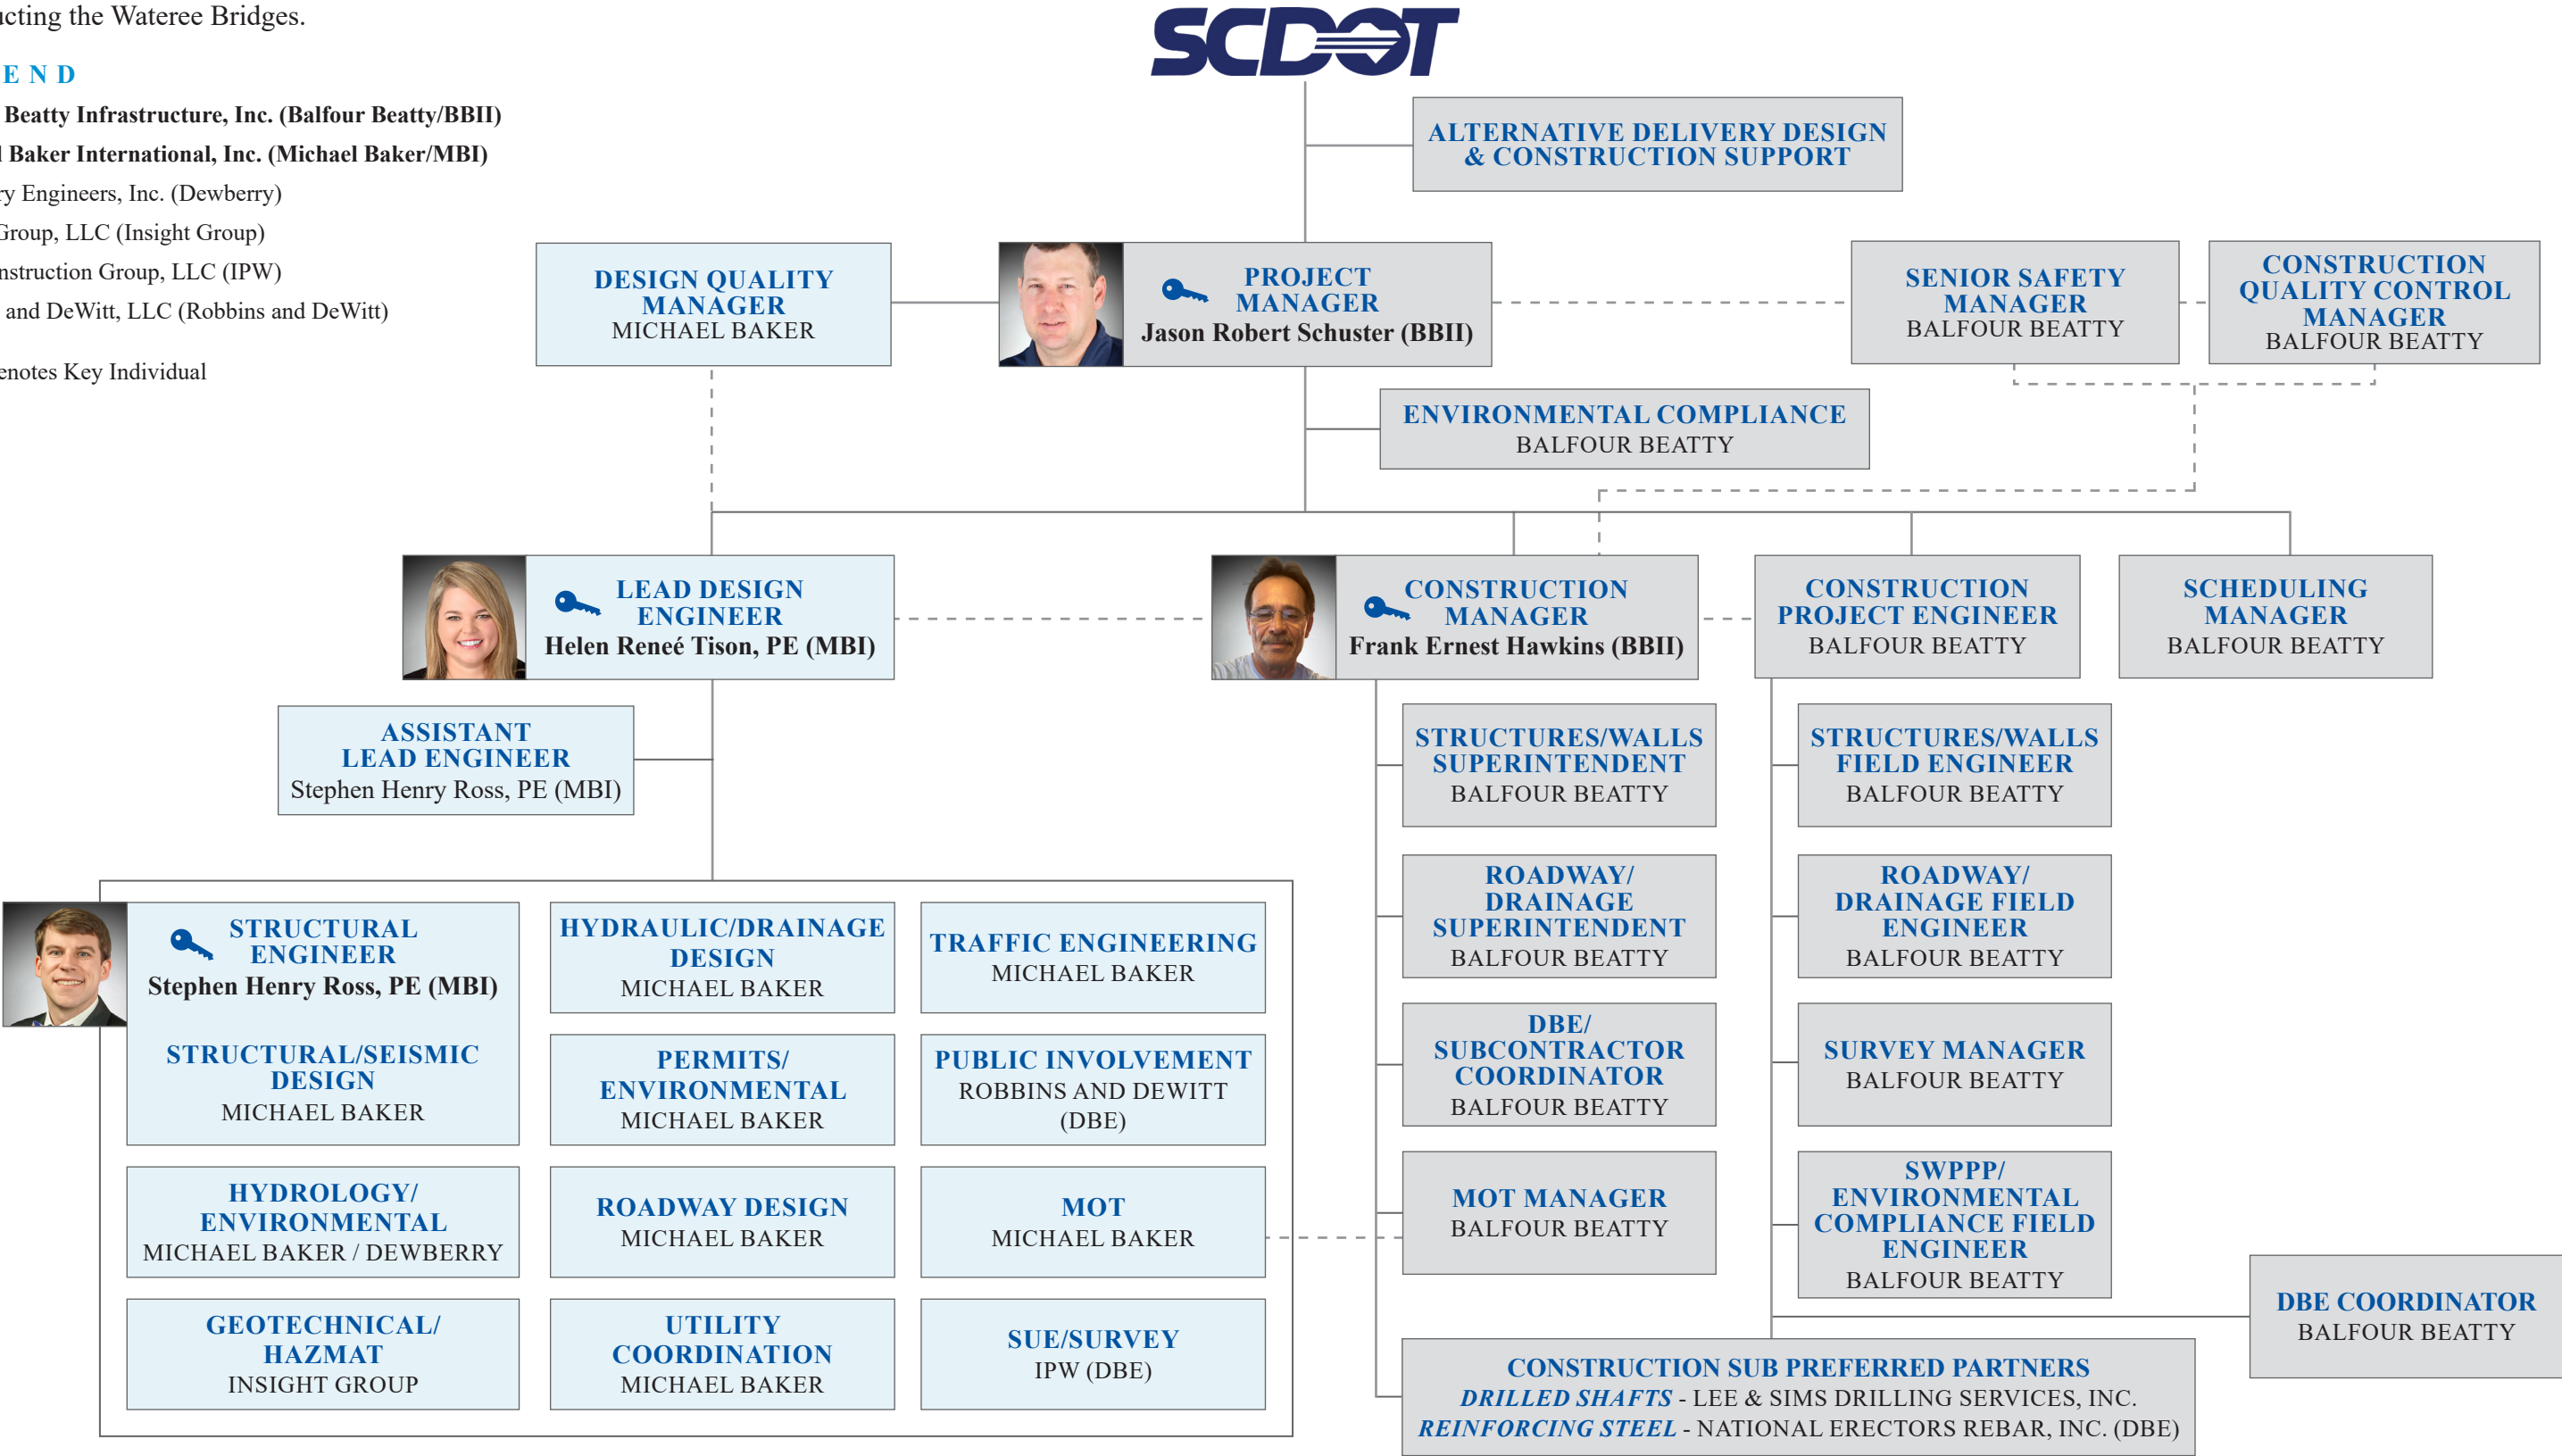 ucting the Wateree Bridges.
E N D
Beatty Infrastructure, Inc. (Balfour Beatty/BBII)
Baker International, Inc. (Michael Baker/MBI)
ry Engineers, Inc. (Dewberry)
Group, LLC (Insight Group)
nstruction Group, LLC (IPW)
and DeWitt, LLC (Robbins and DeWitt)
enotes Key Individual
SCDOT
ALTERNATIVE DELIVERY DESIGN
& CONSTRUCTION SUPPORT
DESIGN QUALITY
MANAGER
MICHAEL BAKER
PROJECT
MANAGER
Jason Robert Schuster (BBII)
SENIOR SAFETY
MANAGER
BALFOUR BEATTY
CONSTRUCTION
QUALITY CONTROL
MANAGER
BALFOUR BEATTY
ENVIRONMENTAL COMPLIANCE
BALFOUR BEATTY
LEAD DESIGN
ENGINEER
Helen Reneé Tison, PE (MBI)
CONSTRUCTION
MANAGER
Frank Ernest Hawkins (BBII)
CONSTRUCTION
PROJECT ENGINEER
BALFOUR BEATTY
SCHEDULING
MANAGER
BALFOUR BEATTY
ASSISTANT
LEAD ENGINEER
Stephen Henry Ross, PE (MBI)
STRUCTURAL
ENGINEER
Stephen Henry Ross, PE (MBI)
STRUCTURAL/SEISMIC
DESIGN
MICHAEL BAKER
HYDRAULIC/DRAINAGE
DESIGN
MICHAEL BAKER
TRAFFIC ENGINEERING
MICHAEL BAKER
PERMITS/
ENVIRONMENTAL
MICHAEL BAKER
PUBLIC INVOLVEMENT
ROBBINS AND DEWITT
(DBE)
HYDROLOGY/
ENVIRONMENTAL
MICHAEL BAKER / DEWBERRY
ROADWAY DESIGN
MICHAEL BAKER
MOT
MICHAEL BAKER
GEOTECHNICAL/
HAZMAT
INSIGHT GROUP
UTILITY
COORDINATION
MICHAEL BAKER
SUE/SURVEY
IPW (DBE)
STRUCTURES/WALLS
SUPERINTENDENT
BALFOUR BEATTY
ROADWAY/
DRAINAGE
SUPERINTENDENT
BALFOUR BEATTY
DBE/
SUBCONTRACTOR
COORDINATOR
BALFOUR BEATTY
MOT MANAGER
BALFOUR BEATTY
STRUCTURES/WALLS
FIELD ENGINEER
BALFOUR BEATTY
ROADWAY/
DRAINAGE FIELD
ENGINEER
BALFOUR BEATTY
SURVEY MANAGER
BALFOUR BEATTY
SWPPP/
ENVIRONMENTAL
COMPLIANCE FIELD
ENGINEER
BALFOUR BEATTY
DBE COORDINATOR
BALFOUR BEATTY
CONSTRUCTION SUB PREFERRED PARTNERS
DRILLED SHAFTS - LEE & SIMS DRILLING SERVICES, INC.
REINFORCING STEEL - NATIONAL ERECTORS REBAR, INC. (DBE)